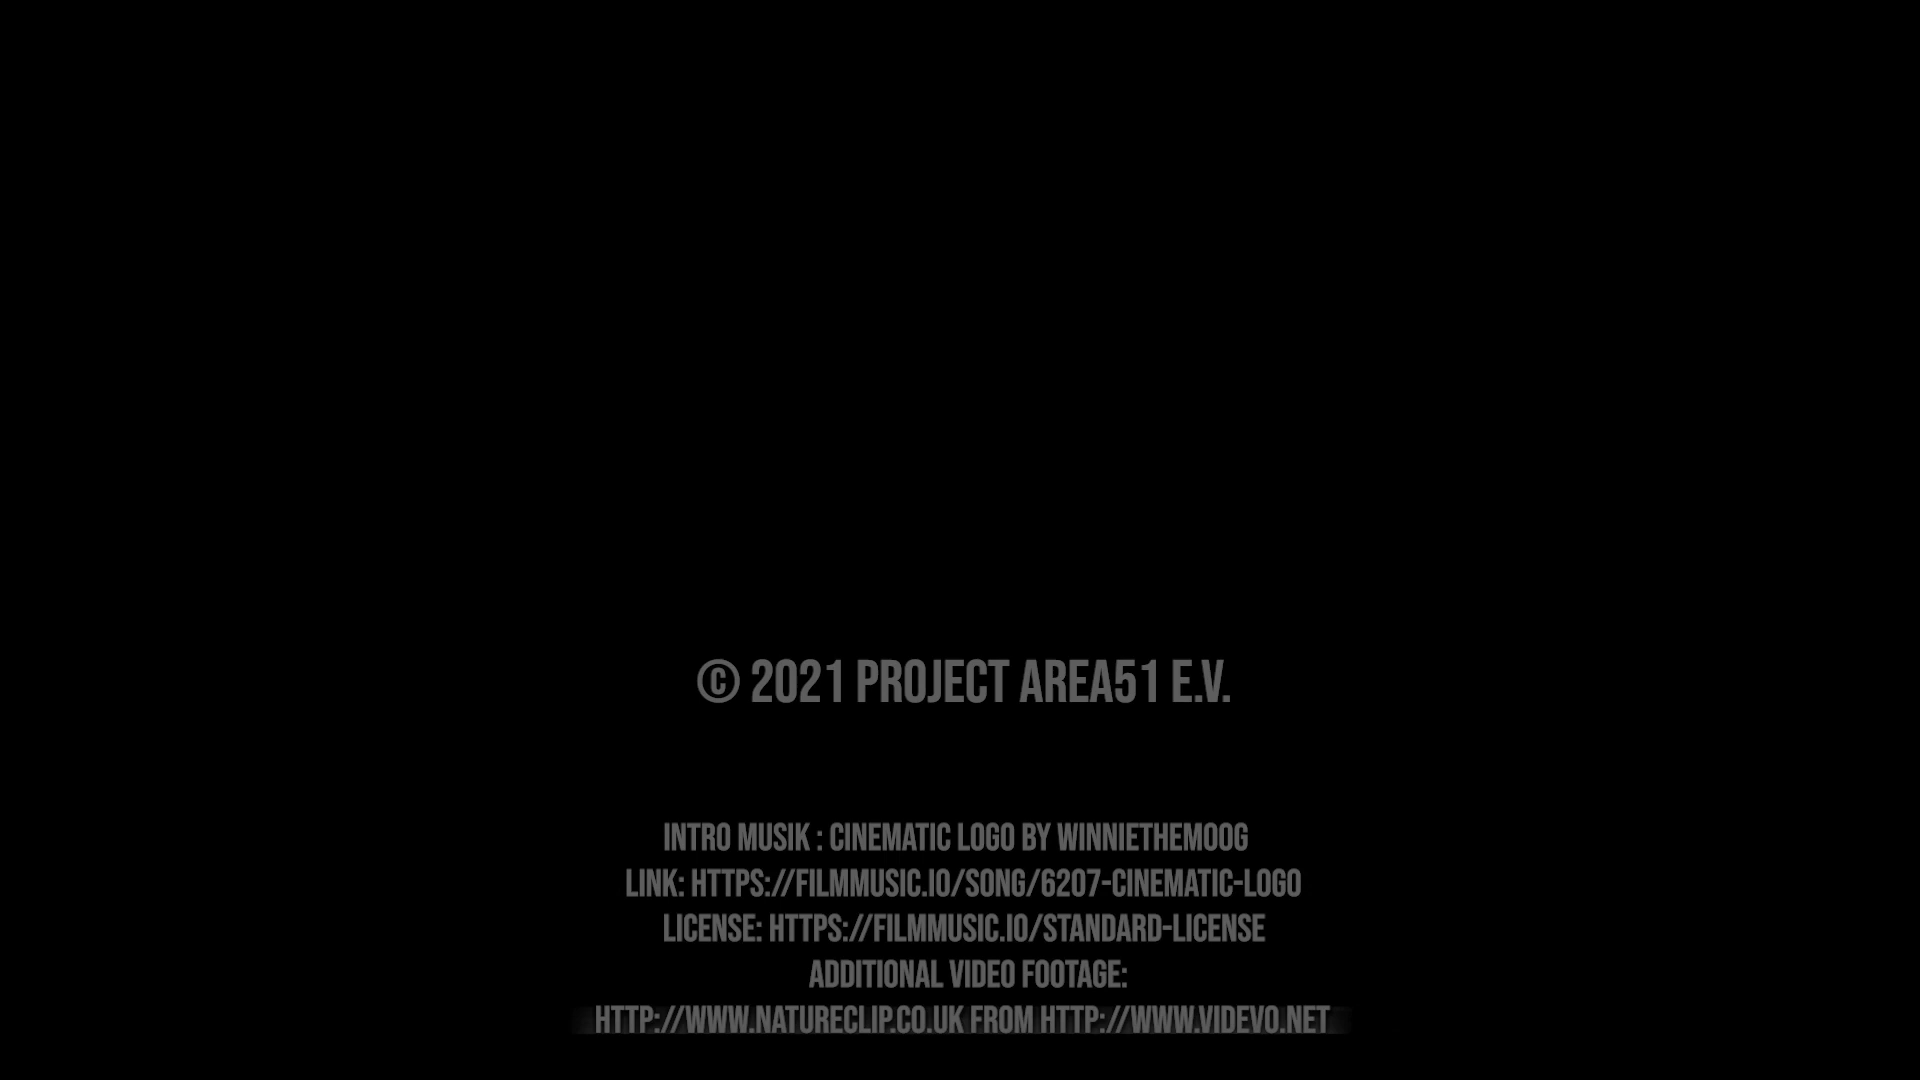 © 2021 PROJECT AREA51 E.V.
INTRO MUSIK : CINEMATIC LOGO BY WINNIETHEMOOG
LINK: HTTPS://FILMMUSIC.IO/SONG/6207-CINEMATIC-LOGO
LICENSE: HTTPS://FILMMUSIC.IO/STANDARD-LICENSE
ADDITIONAL VIDEO FOOTAGE:
HTTP://WWW.NATURECLIP.CO.UK FROM HTTP://WWW.VIDEVO.NET